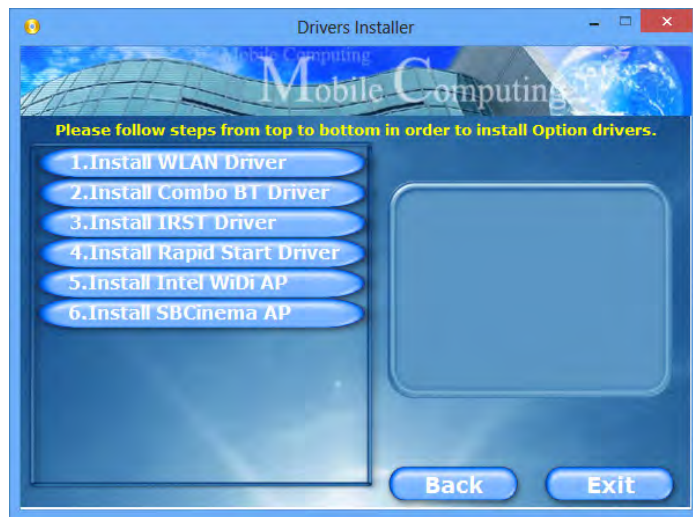 Drivers Installer
Mobile Computing
Mobile Computing
Please follow steps from top to bottom in order to install Option drivers.
1.Install WLAN Driver
2.Install Combo BT Driver
3.Install IRST Driver
4.Install Rapid Start Driver
5.Install Intel WiDi AP
6.Install SBCinema AP
Back
Exit